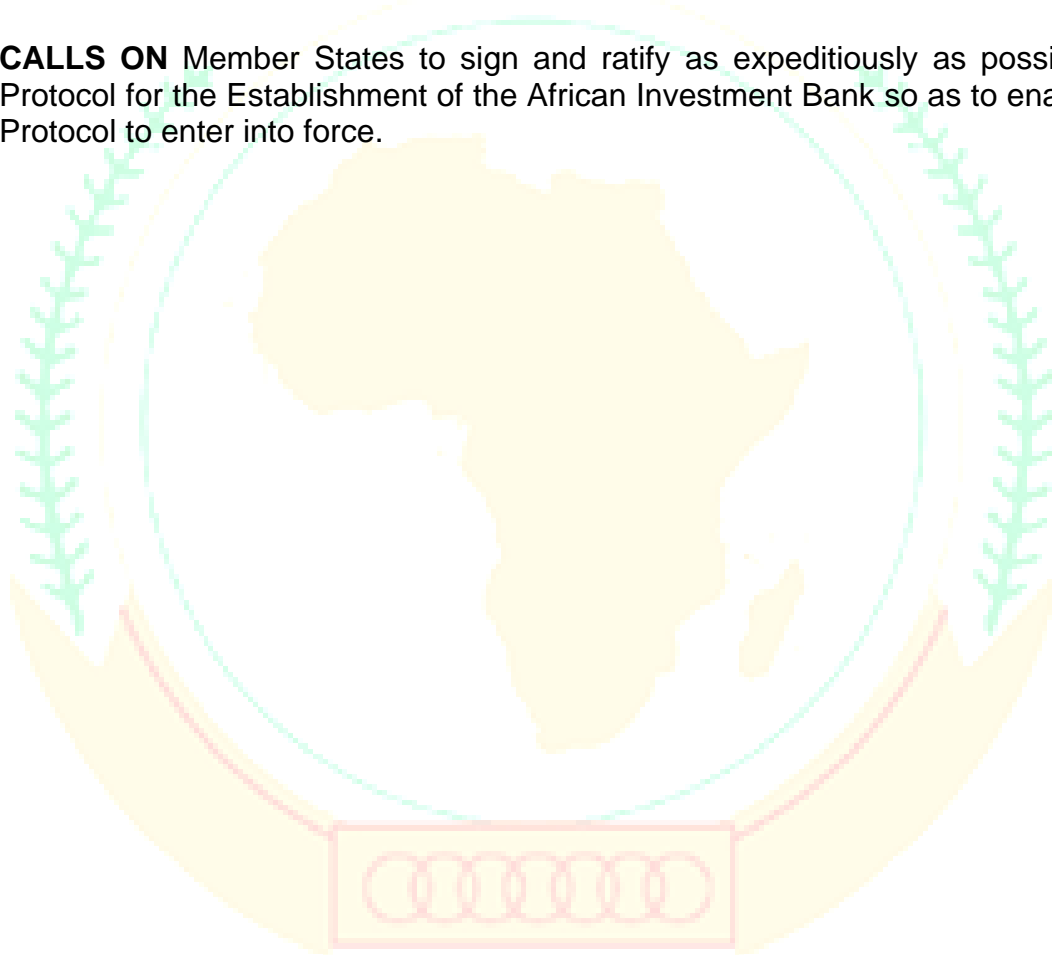 CALLS ON Member States to sign and ratify as expeditiously as possi
Protocol for the Establishment of the African Investment Bank so as to ena
Protocol to enter into force.